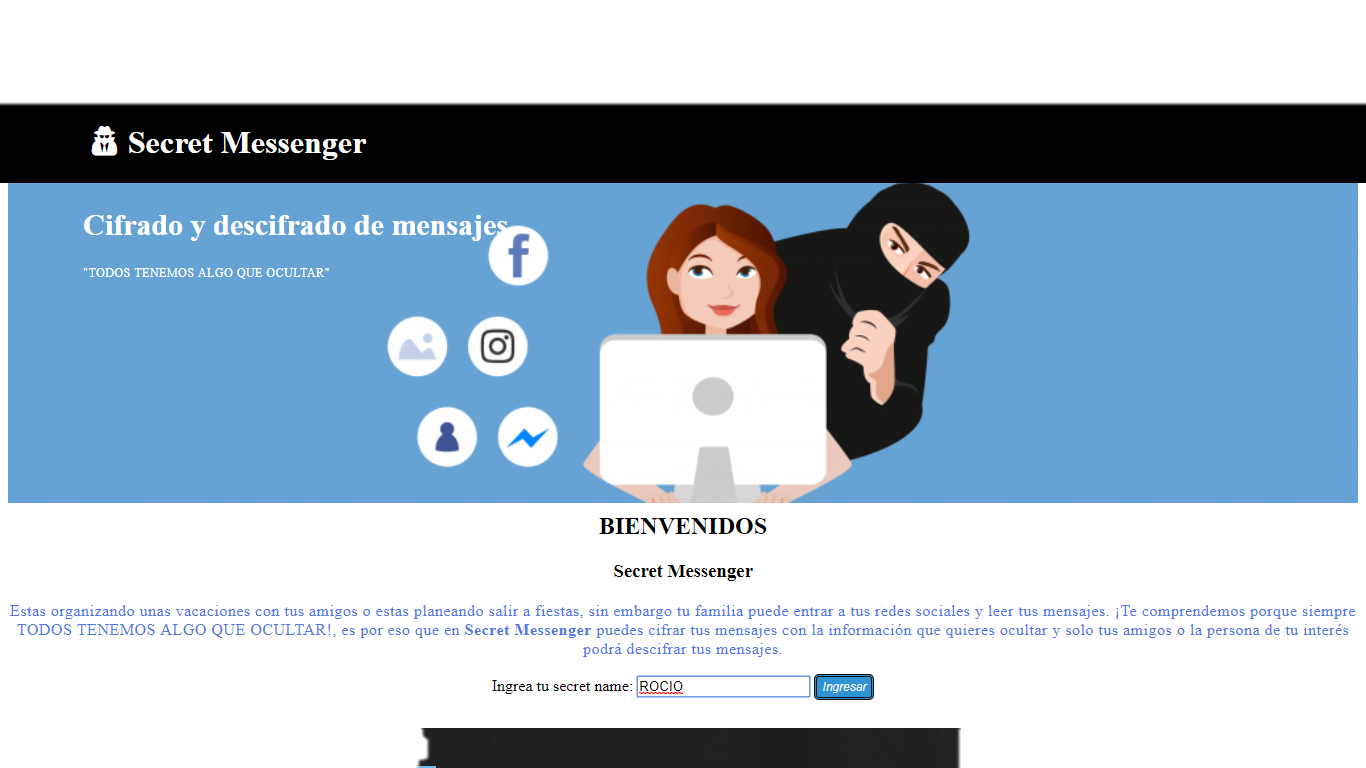 Secret Messenger
Cifrado y descifrado de mensajes
"TODOS TENEMOS ALGO QUE OCULTAR"
BIENVENIDOS
Secret Messenger
Estas organizando unas vacaciones con tus amigos o estas planeando salir a fiestas, sin embargo tu familia puede entrar a tus redes sociales y leer tus mensajes. ¡Te comprendemos porque siempre
TODOS TENEMOS ALGO QUE OCULTAR!, es por eso que en Secret Messenger puedes cifrar tus mensajes con la información que quieres ocultar y solo tus amigos o la persona de tu interés
podrá descifrar tus mensajes.
Ingrea tu secret name: ROCIO Ingresar